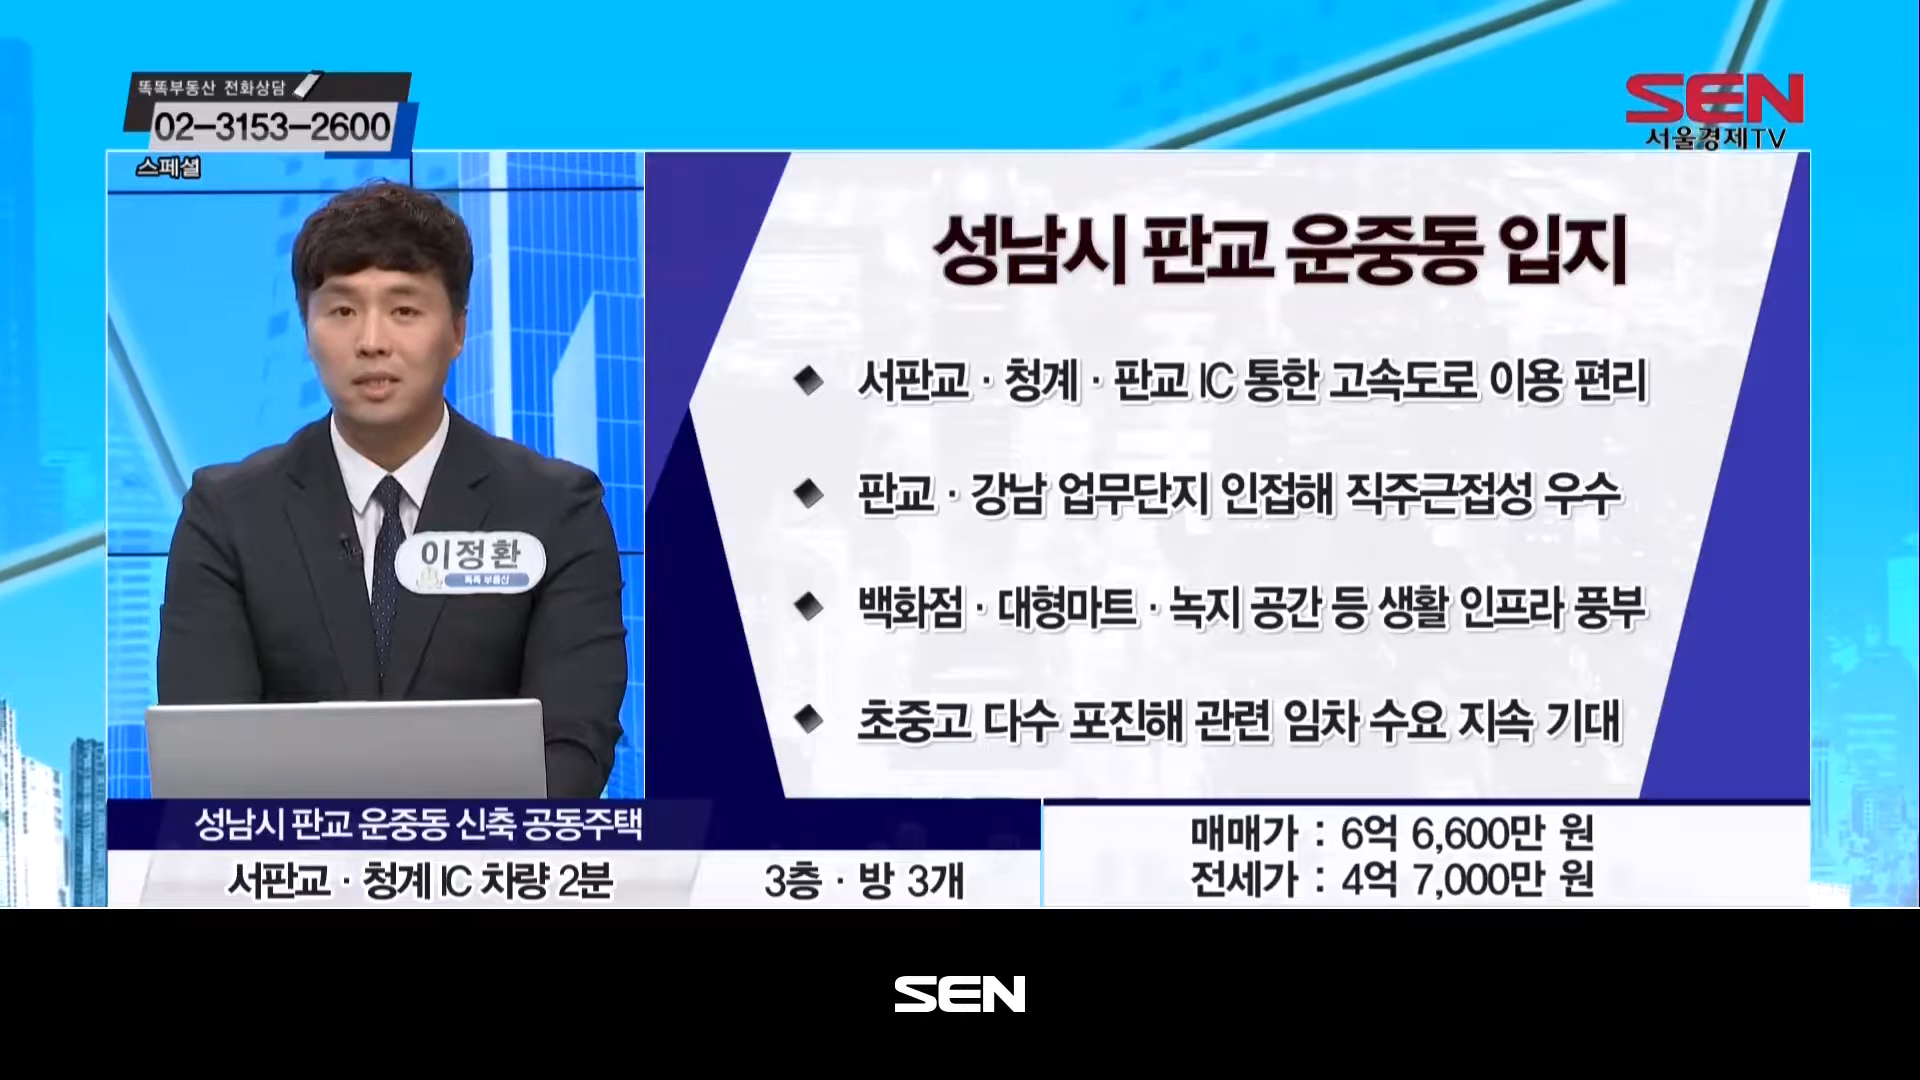 똑똑부동산 전화상담
02-3153-2600
스페셜
SEN
서울경제TV
성남시 판교 운중동 입지
◆ 서판교 · 청계 · 판교 IC 통한 고속도로 이용 편리
◆ 판교 · 강남 업무단지 인접해 직주근접성 우수
◆ 백화점 · 대형마트 · 녹지 공간 등 생활 인프라 풍부
◆ 초중고 다수 포진해 관련 임차 수요 지속 기대
이정환
똑똑 부동산
성남시 판교 운중동 신축 공동주택
서판교 · 청계 IC 차량 2분 3층 · 방 3개
매매가 : 6억 6,600만 원
전세가 : 4억 7,000만 원
SEN